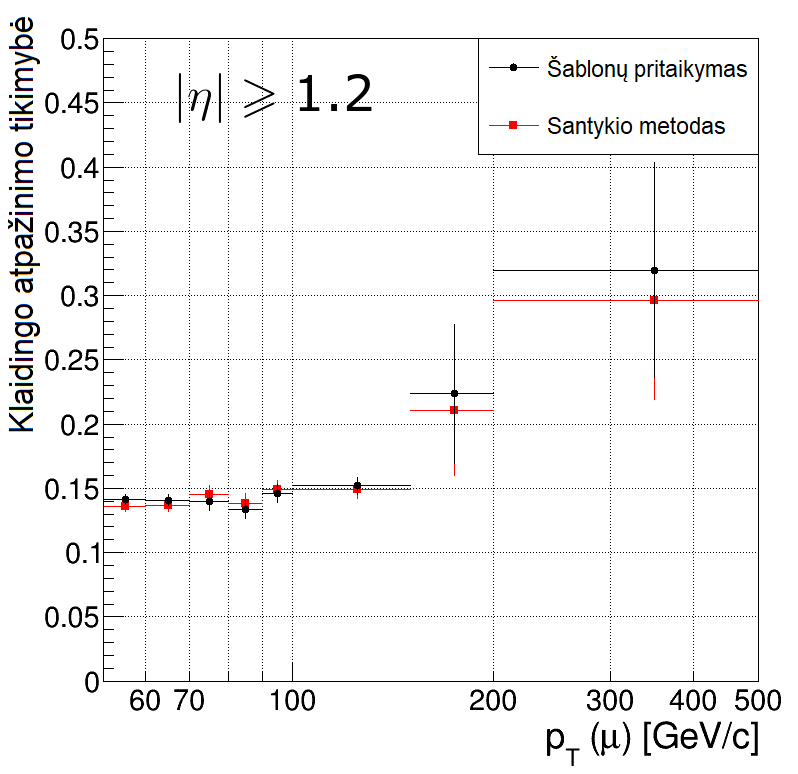 Klaidingo atpažinimo tikimybė
|η| ⩾ 1.2
Šablonų pritaikymas
Santykio metodas
0.5
0.45
0.4
0.35
0.3
0.25
0.2
0.15
0.1
0.05
0
60 70 100 200 300 400 500
p_T (μ) [GeV/c]